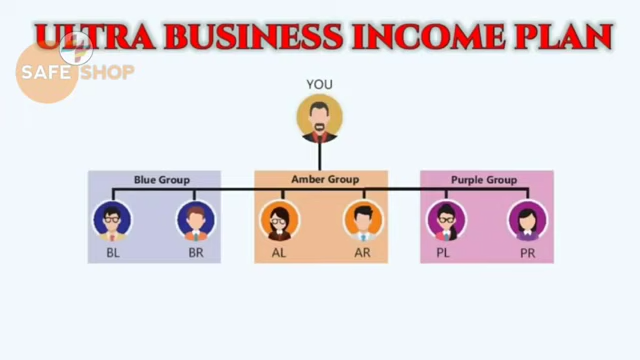 ULTRA BUSINESS INCOME PLAN
SAFE SHOP
YOU
Blue Group
Amber Group
Purple Group
BL
BR
AL
AR
PL
PR